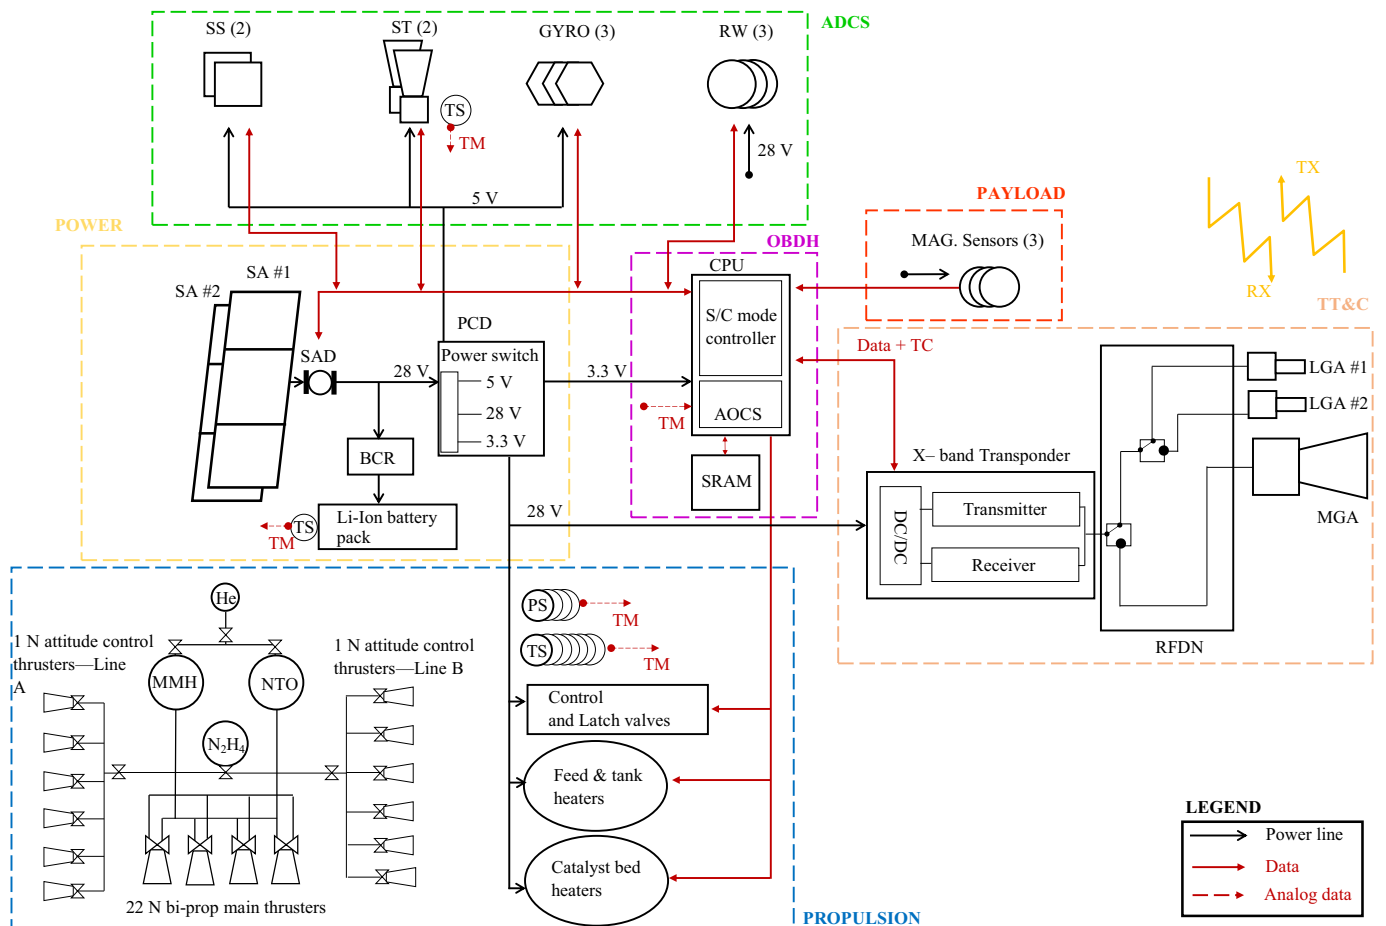 ADCS
SS (2)
ST (2)
GYRO (3)
RW (3)
TS
TM
28 V
5 V
POWER
SA #1
SA #2
SAD
28 V
PCD
Power switch
5 V
28 V
3.3 V
3.3 V
BCR
Li-Ion battery
pack
TS
TM
28 V
OBDH
CPU
S/C mode
controller
AOCS
TM
SRAM
PAYLOAD
MAG. Sensors (3)
TX
RX
TT&C
Data + TC
X– band Transponder
DC/DC
Transmitter
Receiver
RFDN
LGA #1
LGA #2
MGA
He
1 N attitude control
thrusters—Line
A
1 N attitude control
thrusters—Line B
MMH
NTO
N₂H₄
22 N bi-prop main thrusters
PS
TM
TS
TM
Control
and Latch valves
Feed & tank
heaters
Catalyst bed
heaters
PROPULSION
LEGEND
Power line
Data
Analog data